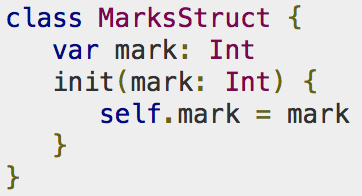 class MarksStruct {
   var mark: Int
   init(mark: Int) {
      self.mark = mark
   }
}